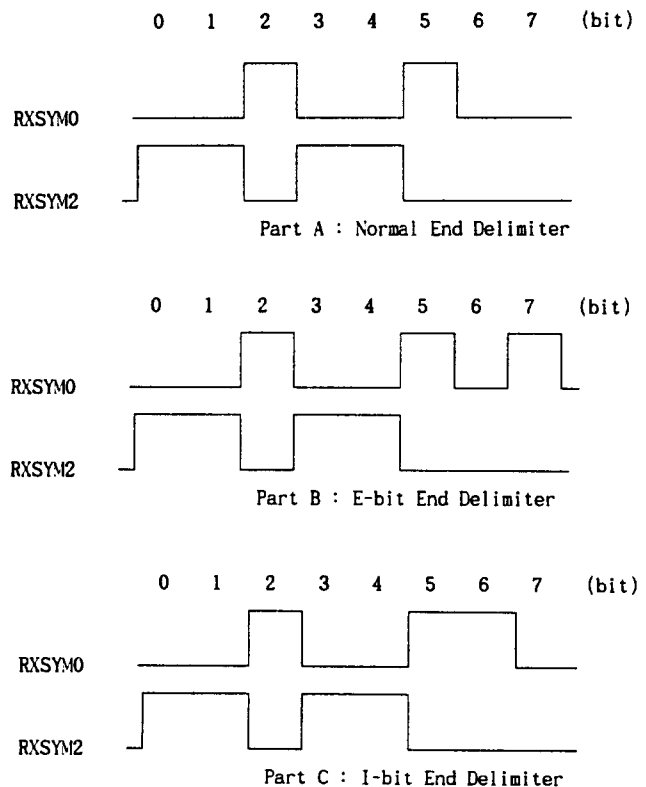 0 1 2 3 4 5 6 7 (bit)
RXSYM0
RXSYM2
Part A : Normal End Delimiter
0 1 2 3 4 5 6 7 (bit)
RXSYM0
RXSYM2
Part B : E-bit End Delimiter
0 1 2 3 4 5 6 7 (bit)
RXSYM0
RXSYM2
Part C : I-bit End Delimiter